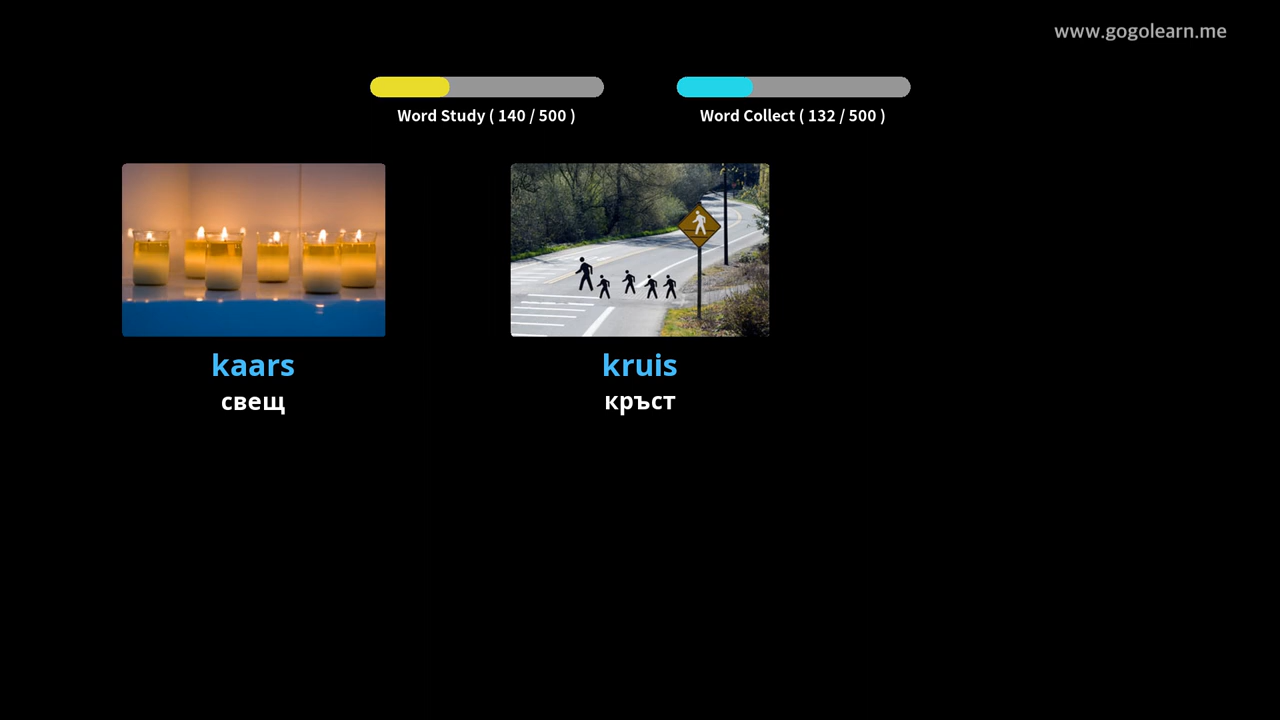 www.gogolearn.me
Word Study ( 140 / 500 )
Word Collect ( 132 / 500 )
kaars
свещ
kruis
кръст